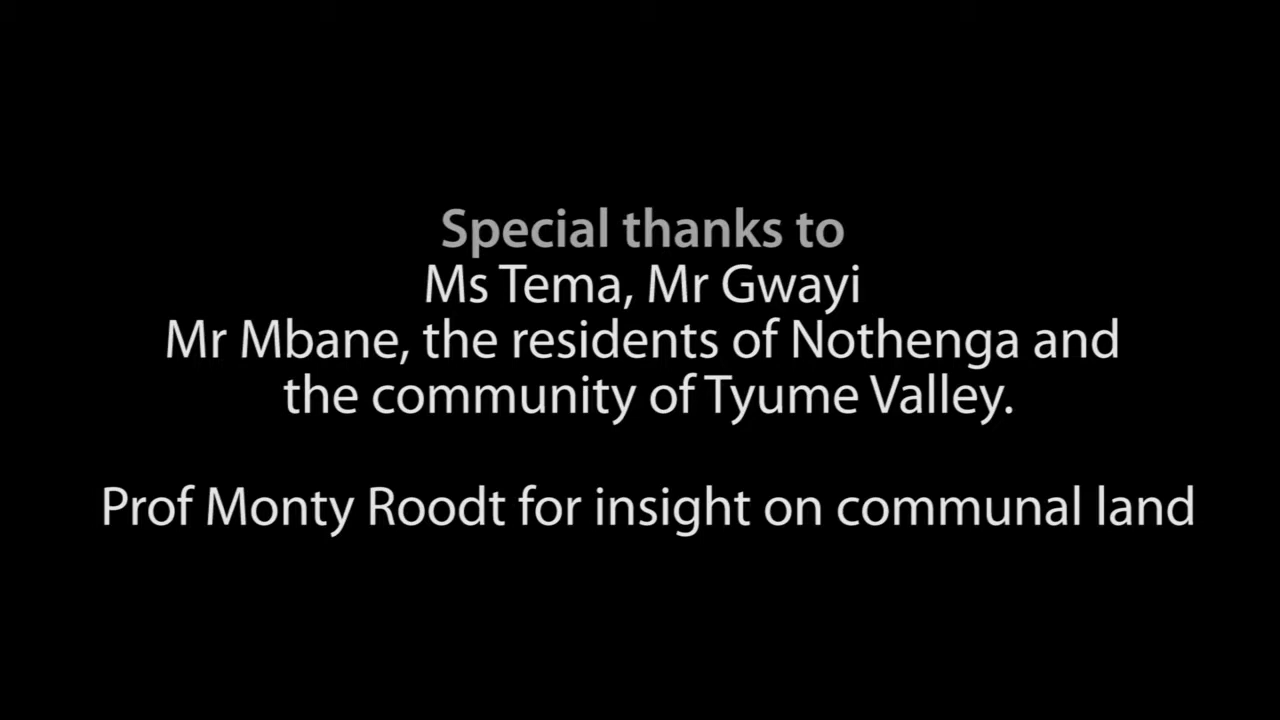 Special thanks to
Ms Tema, Mr Gwayi
Mr Mbane, the residents of Nothenga and
the community of Tyume Valley.
Prof Monty Roodt for insight on communal land